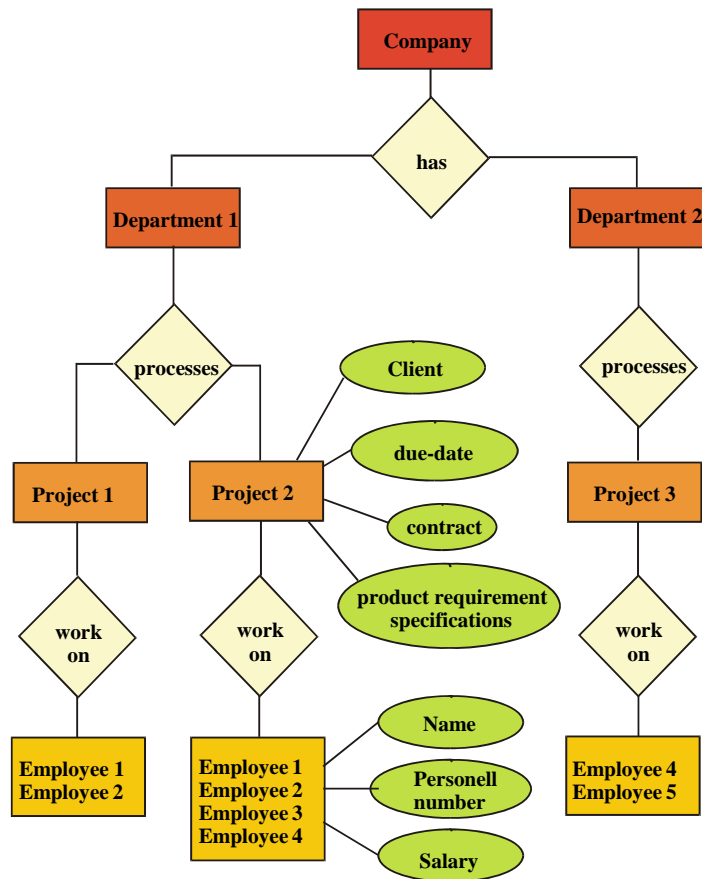 Company
has
Department 1
Department 2
processes
processes
Client
due-date
contract
product requirement
specifications
Project 1
Project 2
Project 3
work
on
work
on
work
on
Employee 1
Employee 2
Employee 1
Employee 2
Employee 3
Employee 4
Name
Personell
number
Salary
Employee 4
Employee 5